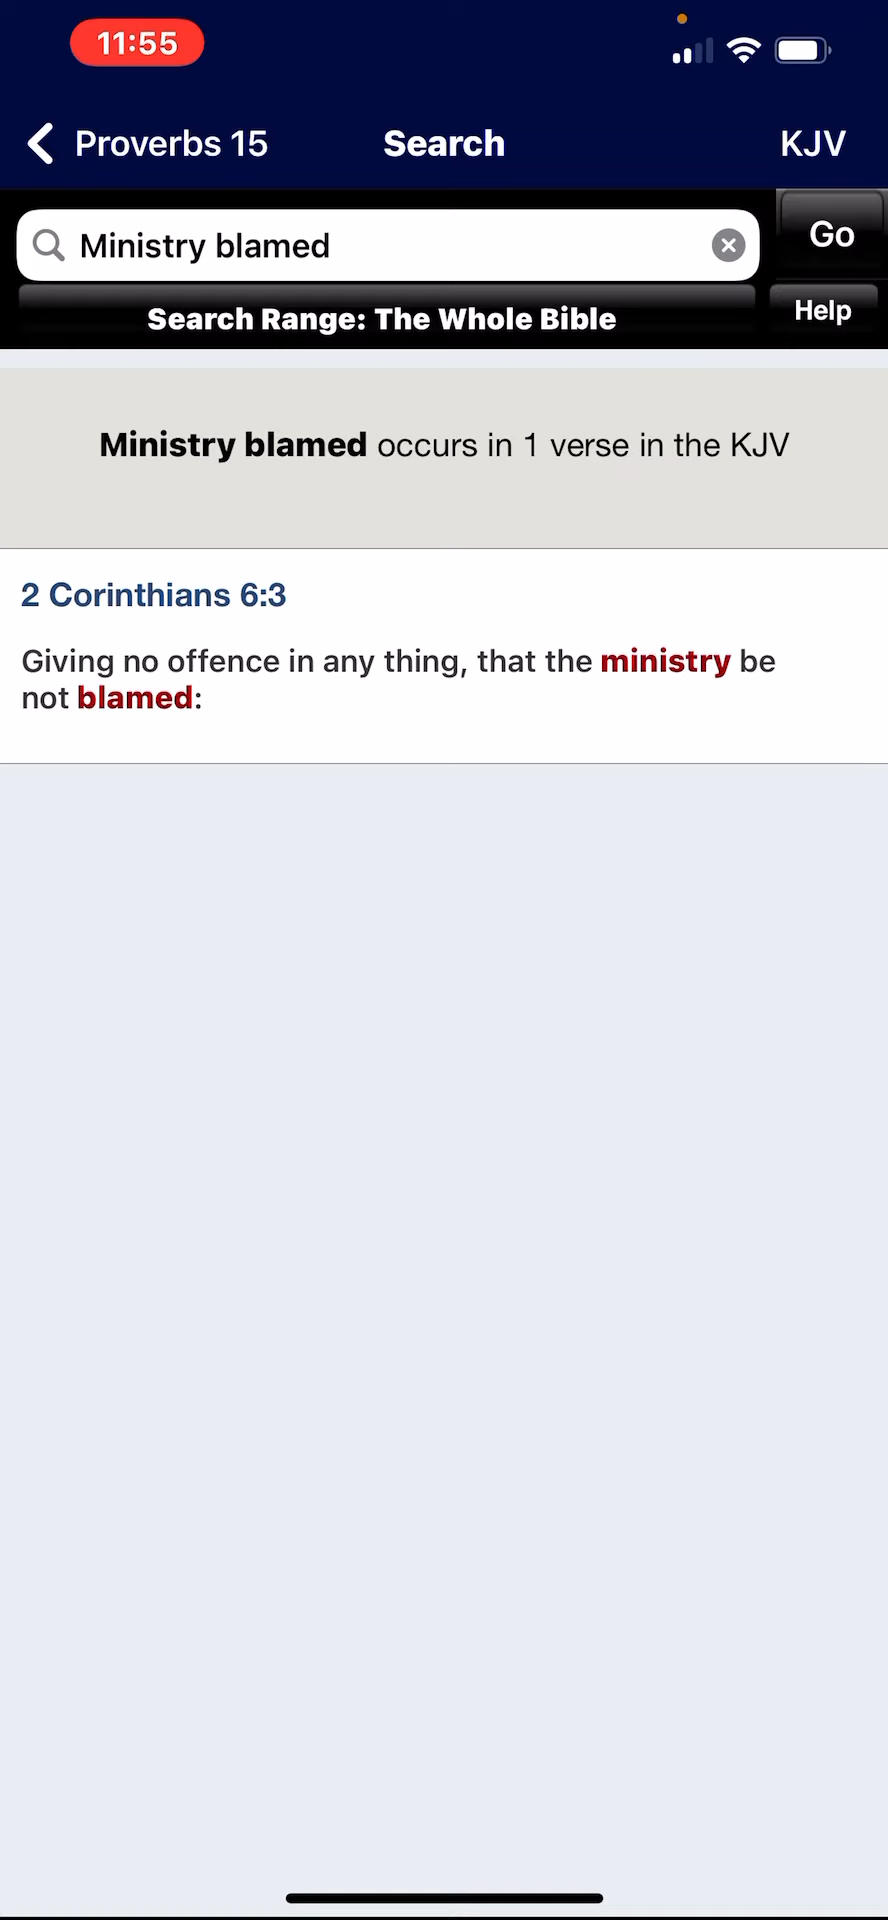 11:55
Proverbs 15
Search
KJV
Ministry blamed
Go
Search Range: The Whole Bible
Help
Ministry blamed occurs in 1 verse in the KJV
2 Corinthians 6:3
Giving no offence in any thing, that the ministry be
not blamed: